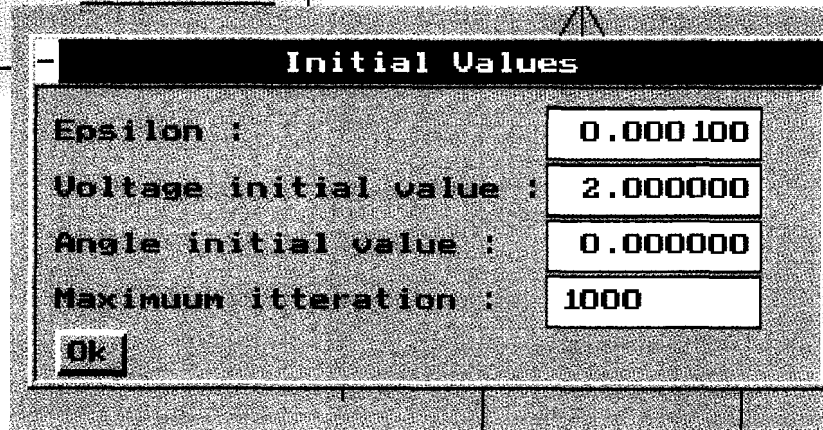 Initial Values
Epsilon : 0.000100
Voltage initial value : 2.000000
Angle initial value : 0.000000
Maximuum itteration : 1000
Ok